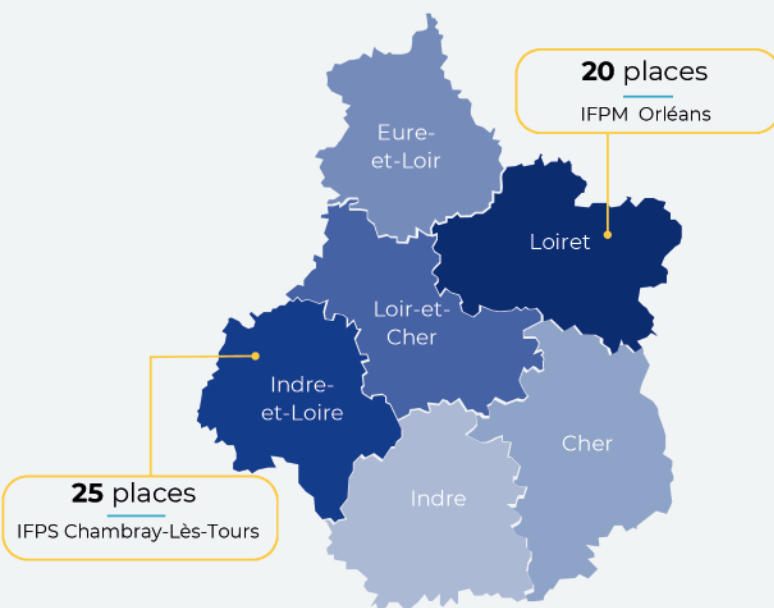 20 places
IFPM Orléans
Eure-
et-Loir
Loiret
Loir-et-
Cher
Indre-
et-Loire
Cher
25 places
IFPS Chambray-Lès-Tours
Indre